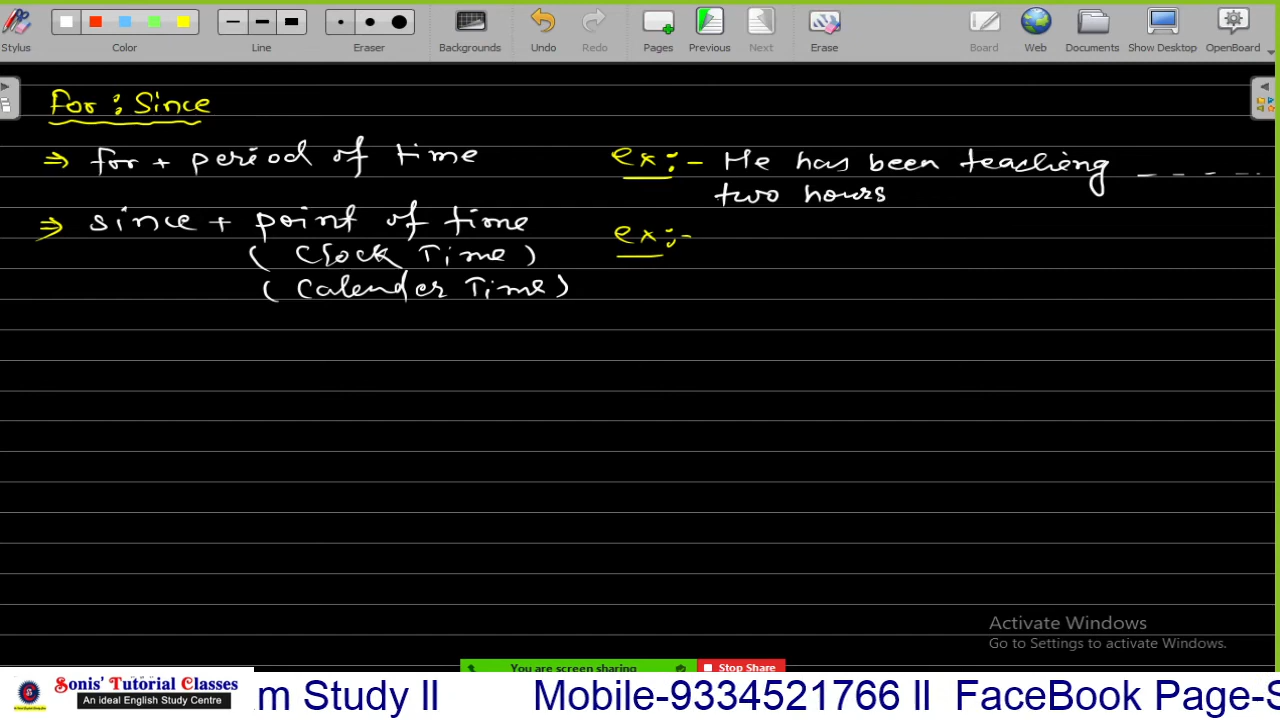 Stylus
Color
Line
Eraser
Backgrounds
Undo
Redo
Pages
Previous
Next
Erase
Board
Web
Documents
Show Desktop
OpenBoard
For : Since
⇒ for + period of time
ex:- He has been teaching _ _ _ _ _
two hours
⇒ since + point of time
( Clock Time )
( Calender Time )
ex:-
Activate Windows
Go to Settings to activate Windows.
You are screen sharing
Stop Share
Sonis' Tutorial Classes
An ideal English Study Centre
m Study ll Mobile-9334521766 ll FaceBook Page-S